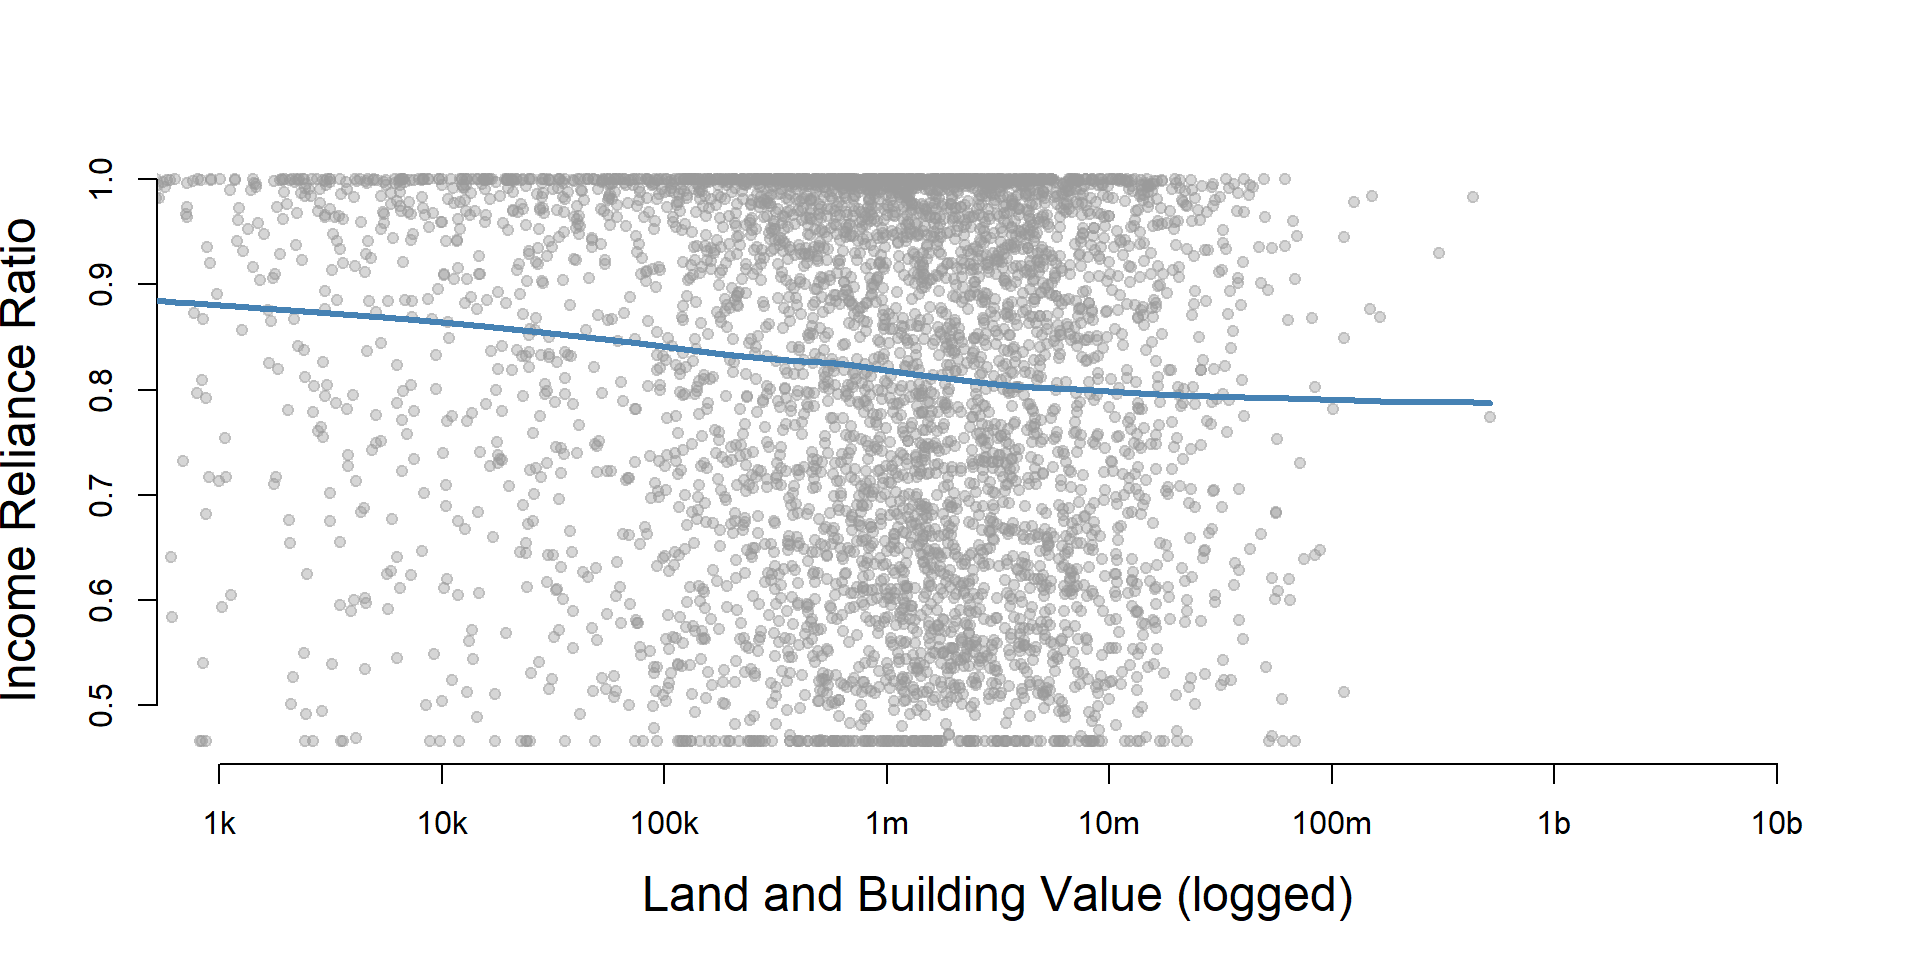 Income Reliance Ratio
1.0
0.9
0.8
0.7
0.6
0.5
1k 10k 100k 1m 10m 100m 1b 10b
Land and Building Value (logged)